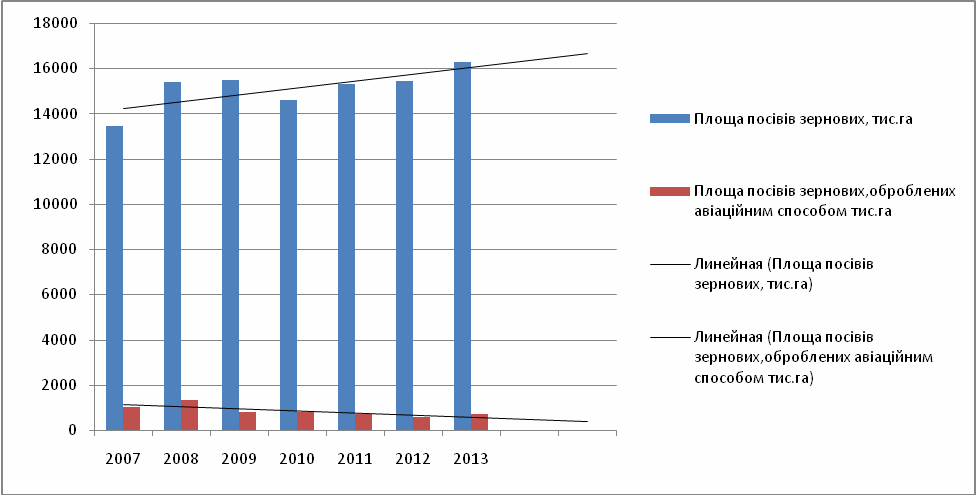 18000
16000
14000
12000
10000
8000
6000
4000
2000
0
2007 2008 2009 2010 2011 2012 2013
Площа посівів зернових, тис.га
Площа посівів зернових,оброблених
авіаційним способом тис.га
Линейная (Площа посівів
зернових, тис.га)
Линейная (Площа посівів
зернових,оброблених авіаційним
способом тис.га)